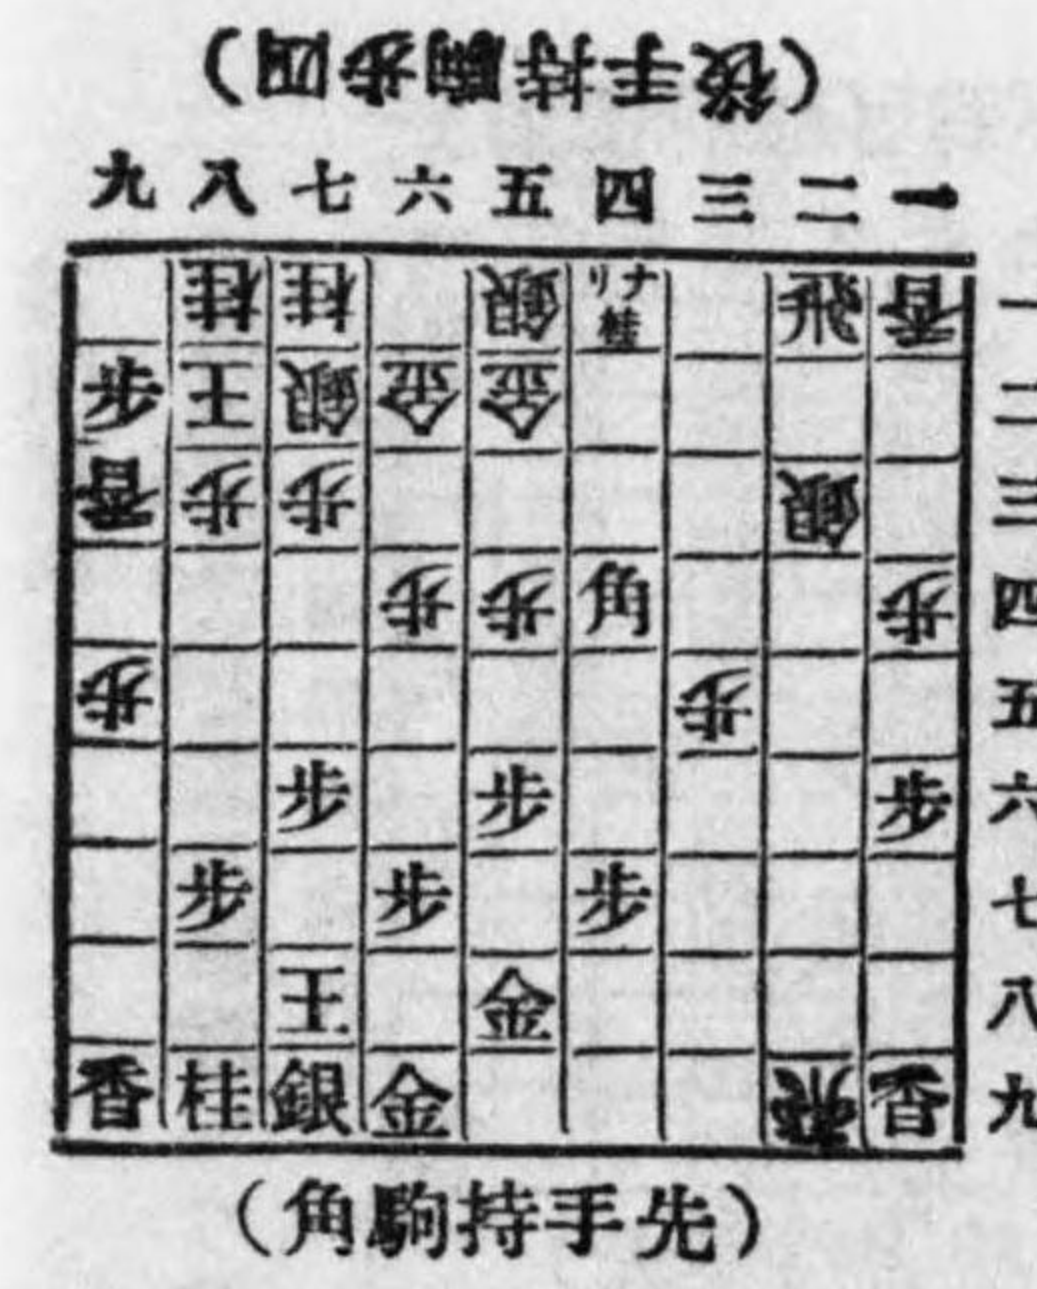 (後手持駒歩四)
九 八 七 六 五 四 三 二 一
桂 桂 銀 ナリ桂 飛 香 一
歩 王 銀 金 金 二
香 歩 歩 銀 三
歩 歩 角 歩 四
歩 歩 五
歩 歩 歩 六
歩 歩 歩 七
王 金 八
香 桂 銀 金 飛 香 九
(先手持駒角)